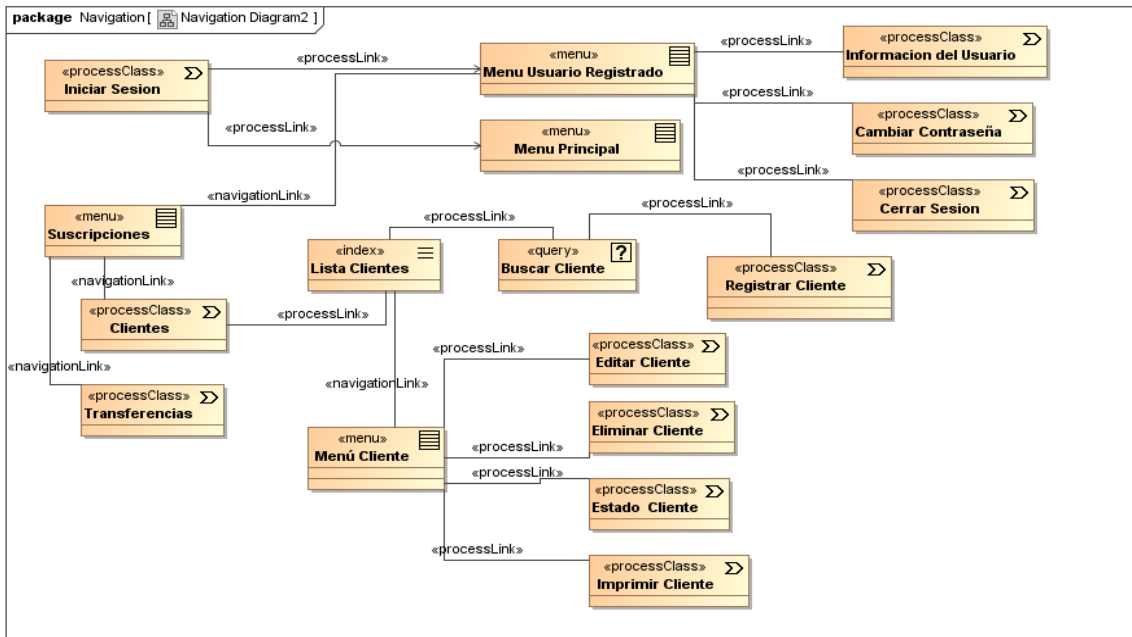 package Navigation [ Navigation Diagram2 ]
«processClass»
Iniciar Sesion
«processLink»
«menu»
Menu Usuario Registrado
«processLink»
«processClass»
Informacion del Usuario
«processLink»
«processClass»
Cambiar Contraseña
«processLink»
«menu»
Menu Principal
«processLink»
«processClass»
Cerrar Sesion
«navigationLink»
«menu»
Suscripciones
«processLink»
«processLink»
«index»
Lista Clientes
«query»
Buscar Cliente
?
«processClass»
Registrar Cliente
«navigationLink»
«processClass»
Clientes
«processLink»
«navigationLink»
«processClass»
Transferencias
«navigationLink»
«processLink»
«processClass»
Editar Cliente
«menu»
Menú Cliente
«processLink»
«processClass»
Eliminar Cliente
«processLink»
«processClass»
Estado Cliente
«processLink»
«processClass»
Imprimir Cliente